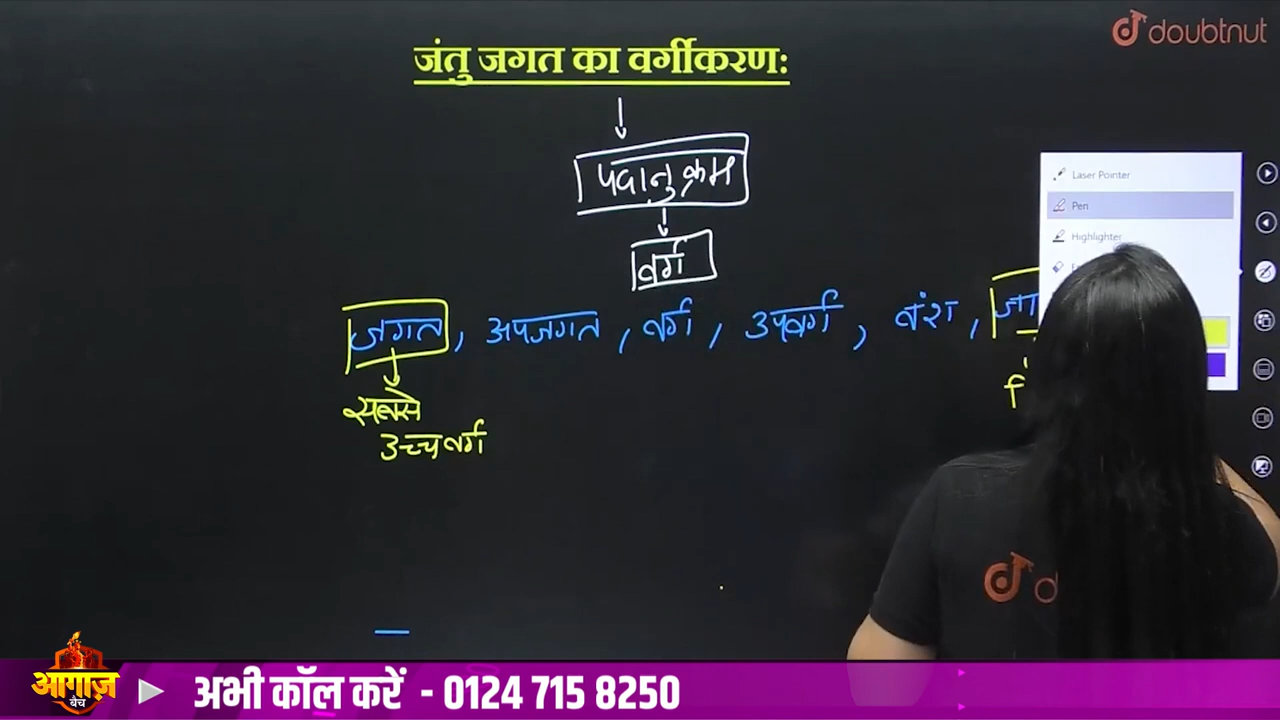 doubtnut
जंतु जगत का वर्गीकरण:
पदानुक्रम
वर्ग
Laser Pointer
Pen
Highlighter
जगत, अपजगत, वर्ग, उपवर्ग, वंश,
सबसे
उच्चवर्ग
आगाज़
बैच
अभी कॉल करें - 0124 715 8250